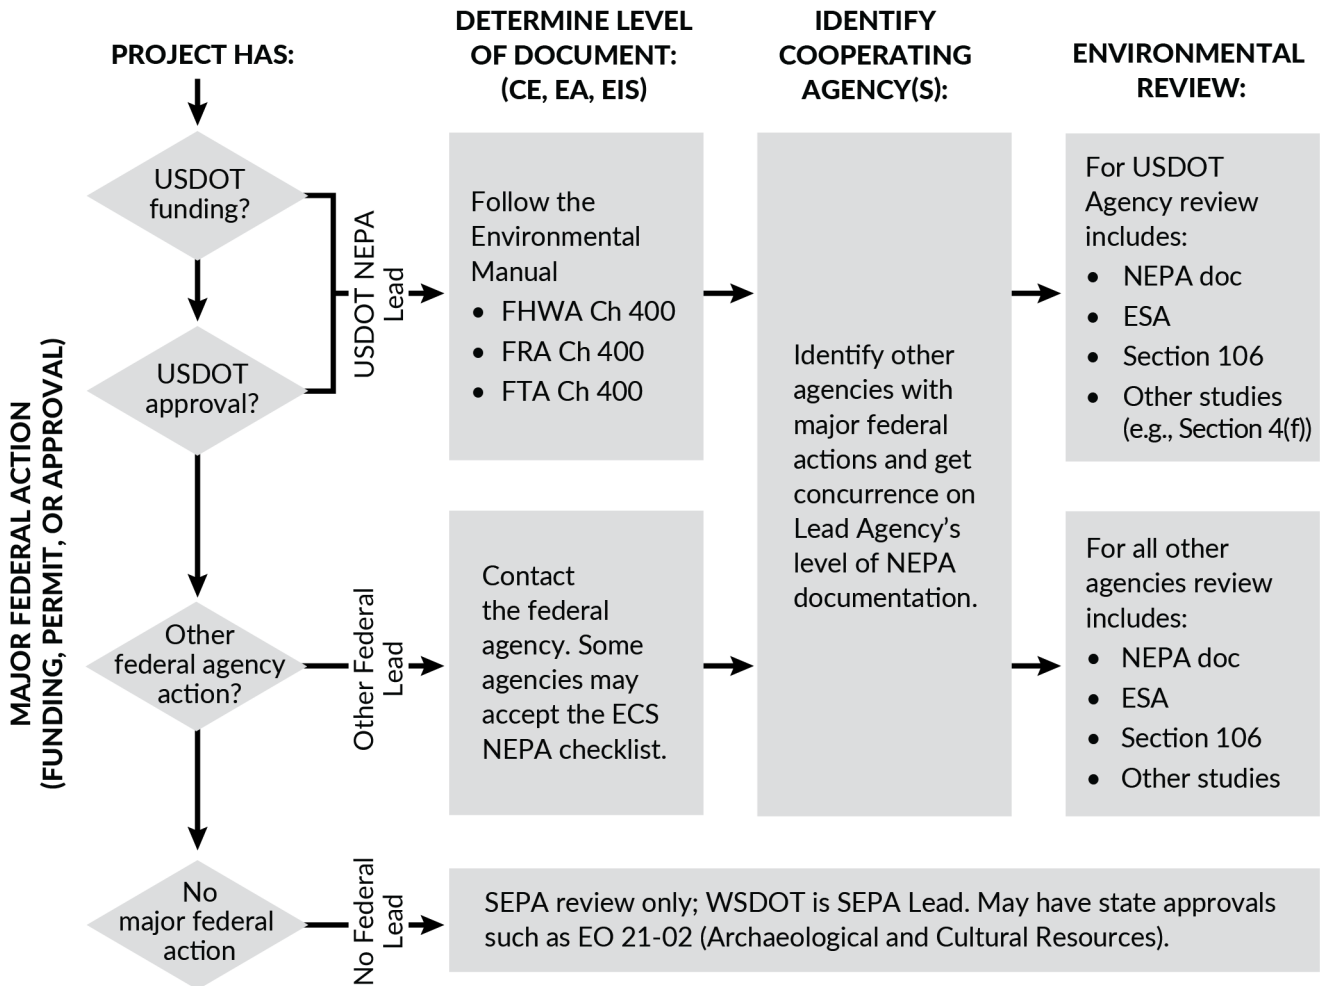 PROJECT HAS:
DETERMINE LEVEL
OF DOCUMENT:
(CE, EA, EIS)
IDENTIFY
COOPERATING
AGENCY(S):
ENVIRONMENTAL
REVIEW:
MAJOR FEDERAL ACTION
(FUNDING, PERMIT, OR APPROVAL)
USDOT
funding?
USDOT
approval?
USDOT NEPA
Lead
Follow the
Environmental
Manual
• FHWA Ch 400
• FRA Ch 400
• FTA Ch 400
Identify other
agencies with
major federal
actions and get
concurrence on
Lead Agency’s
level of NEPA
documentation.
For USDOT
Agency review
includes:
• NEPA doc
• ESA
• Section 106
• Other studies
(e.g., Section 4(f))
Other
federal agency
action?
Other Federal
Lead
Contact
the federal
agency. Some
agencies may
accept the ECS
NEPA checklist.
For all other
agencies review
includes:
• NEPA doc
• ESA
• Section 106
• Other studies
No
major federal
action
No Federal
Lead
SEPA review only; WSDOT is SEPA Lead. May have state approvals
such as EO 21-02 (Archaeological and Cultural Resources).